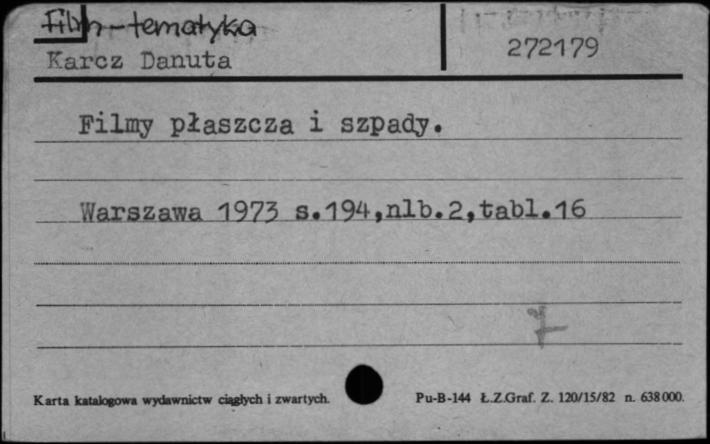 Film - tematyka
Karcz Danuta
272179
Filmy płaszcza i szpady.
Warszawa 1973 s.194,nlb.2,tabl.16
7
Karta katalogowa wydawnictw ciągłych i zwartych.
Pu-B-144 Ł.Z.Graf. Z. 120/15/82 n. 638000.